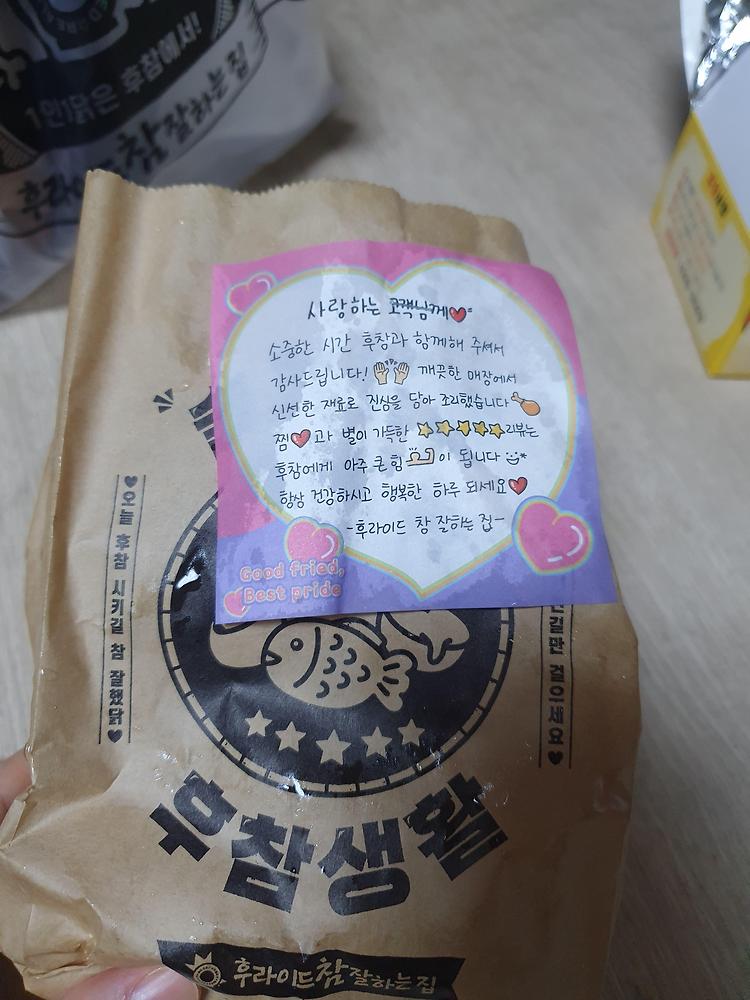 1인1닭은 후참에서!
후라이드참잘하는집
사랑하는 고객님께
소중한 시간 후참과 함께해 주셔서
감사드립니다! 깨끗한 매장에서
신선한 재료로 진심을 담아 조리했습니다
찜과 별이 가득한 리뷰는
후참에게 아주 큰 힘이 됩니다
항상 건강하시고 행복한 하루 되세요
-후라이드 참 잘하는 집-
Good fried,
Best pride
오늘 후참 시키길 참 잘했닭
길만 걸으세요
후참생활
후라이드참잘하는집